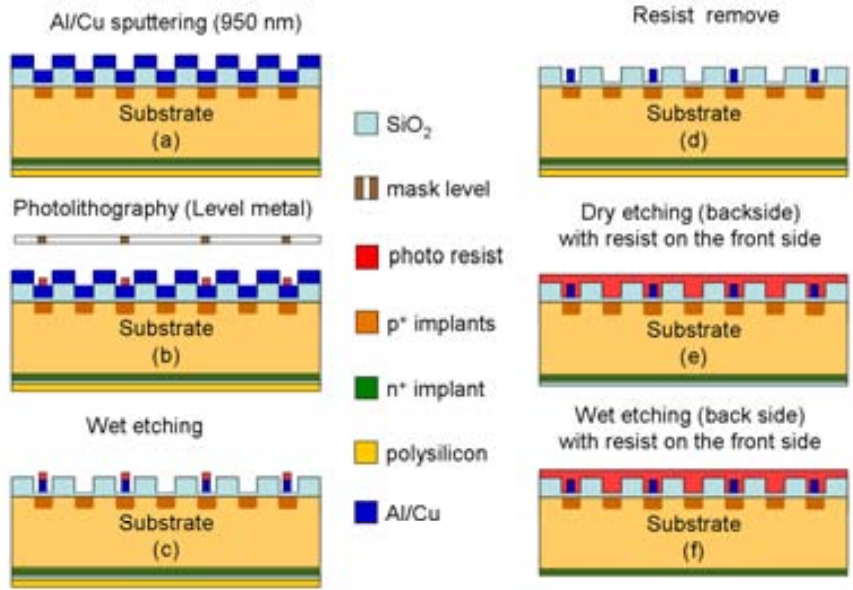 Al/Cu sputtering (950 nm)
Substrate
(a)
Photolithography (Level metal)
Substrate
(b)
Wet etching
Substrate
(c)
SiO₂
mask level
photo resist
p⁺ implants
n⁺ implant
polysilicon
Al/Cu
Resist remove
Substrate
(d)
Dry etching (backside)
with resist on the front side
Substrate
(e)
Wet etching (back side)
with resist on the front side
Substrate
(f)